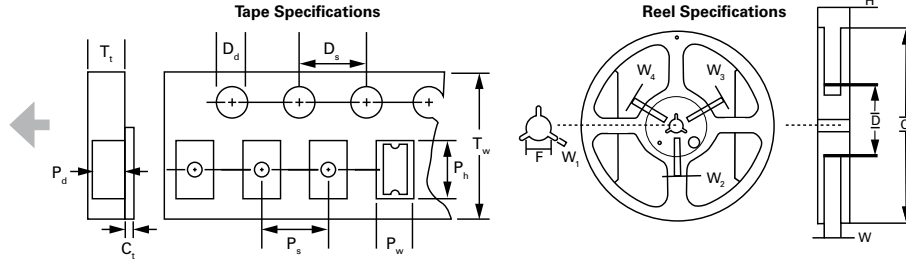 Tape Specifications
Reel Specifications
T_t
D_d
D_s
T_w
P_d
P_h
C_t
P_s
P_w
H
W_4
W_3
F
W_1
W_2
D
W